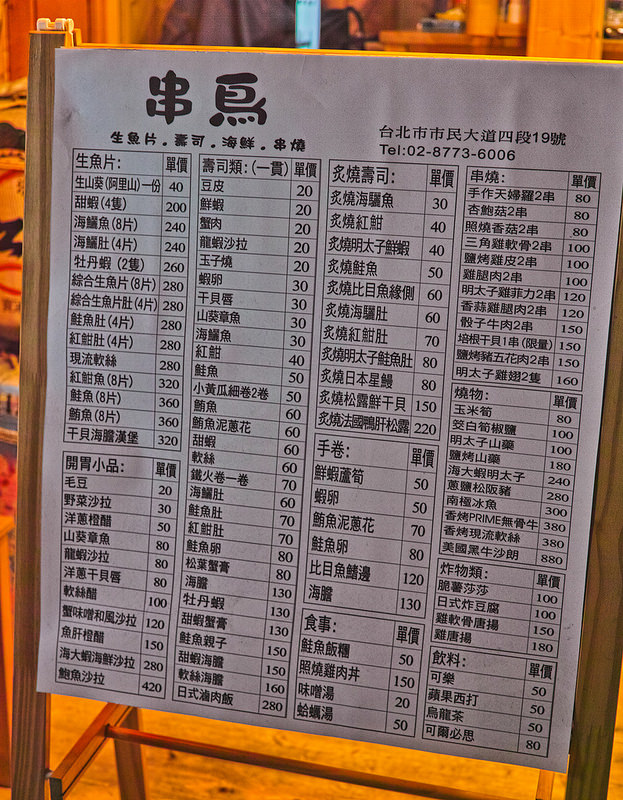 串鳥
生魚片.壽司.海鮮.串燒
台北市市民大道四段19號
Tel:02-8773-6006
生魚片: 單價
生山葵(阿里山)一份 40
甜蝦(4隻) 200
海鱺魚(8片) 240
海鱺肚(4片) 240
牡丹蝦(2隻) 260
綜合生魚片(8片) 280
綜合生魚片肚(4片) 280
鮭魚肚(4片) 280
紅魽肚(4片) 280
現流軟絲 280
紅魽魚(8片) 320
鮭魚(8片) 360
鮪魚(8片) 360
干貝海膽漢堡 320
開胃小品: 單價
毛豆 20
野菜沙拉 30
洋蔥橙醋 50
山葵章魚 80
龍蝦沙拉 80
洋蔥干貝唇 80
軟絲醋 100
蟹味噌和風沙拉 120
魚肝橙醋 150
海大蝦海鮮沙拉 280
鮑魚沙拉 420
壽司類:(一貫) 單價
豆皮 20
鮮蝦 20
蟹肉 20
龍蝦沙拉 20
玉子燒 20
蝦卵 30
干貝唇 30
山葵章魚 30
海鱺魚 30
紅魽 40
鮭魚 50
小黃瓜細卷2卷 50
鮪魚 60
鮪魚泥蔥花 60
甜蝦 60
軟絲 60
鐵火卷一卷 70
海鱺肚 60
鮭魚肚 70
紅魽肚 70
鮭魚卵 80
松葉蟹膏 80
海膽 130
牡丹蝦 130
甜蝦蟹膏 130
鮭魚親子 150
甜蝦海膽 150
軟絲海膽 160
日式滷肉飯 280
炙燒壽司: 單價
炙燒海鱺魚 30
炙燒紅魽 40
炙燒明太子鮮蝦 40
炙燒鮭魚 50
炙燒比目魚緣側 60
炙燒海鱺肚 60
炙燒紅魽肚 70
炙燒明太子鮭魚肚 80
炙燒日本星鰻 80
炙燒松露鮮干貝 150
炙燒法國鴨肝松露 220
手卷: 單價
鮮蝦蘆筍 50
蝦卵 50
鮪魚泥蔥花 70
鮭魚卵 80
比目魚鰭邊 120
海膽 130
食事: 單價
鮭魚飯糰 50
照燒雞肉丼 150
味噌湯 20
蛤蠣湯 50
串燒: 單價
手作天婦羅2串 80
杏鮑菇2串 80
照燒香菇2串 80
三角雞軟骨2串 100
鹽烤雞皮2串 100
雞腿肉2串 100
明太子雞菲力2串 120
香蒜雞腿肉2串 120
骰子牛肉2串 150
培根干貝1串(限量) 150
鹽烤豬五花肉2串 150
明太子雞翅2隻 160
燒物: 單價
玉米筍 80
茭白筍椒鹽 100
明太子山藥 100
鹽烤山藥 180
海大蝦明太子 240
蔥鹽松阪豬 280
南極冰魚 300
香烤PRIME無骨牛 380
香烤現流軟絲 380
美國黑牛沙朗 880
炸物類: 單價
脆薯莎莎 100
日式炸豆腐 100
雞軟骨唐揚 150
雞唐揚 180
飲料: 單價
可樂 50
蘋果西打 50
烏龍茶 50
可爾必思 80